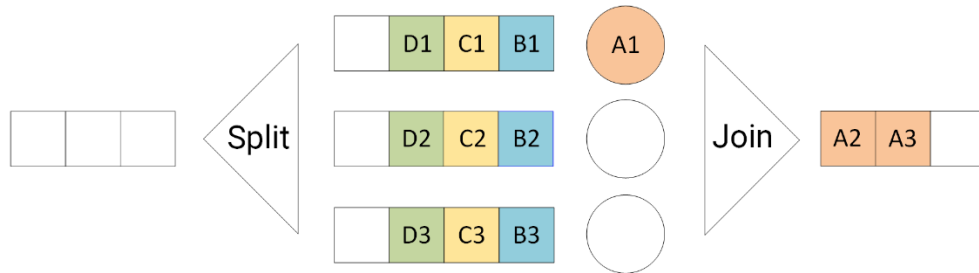 D1 C1 B1 A1
Split D2 C2 B2 Join A2 A3
D3 C3 B3